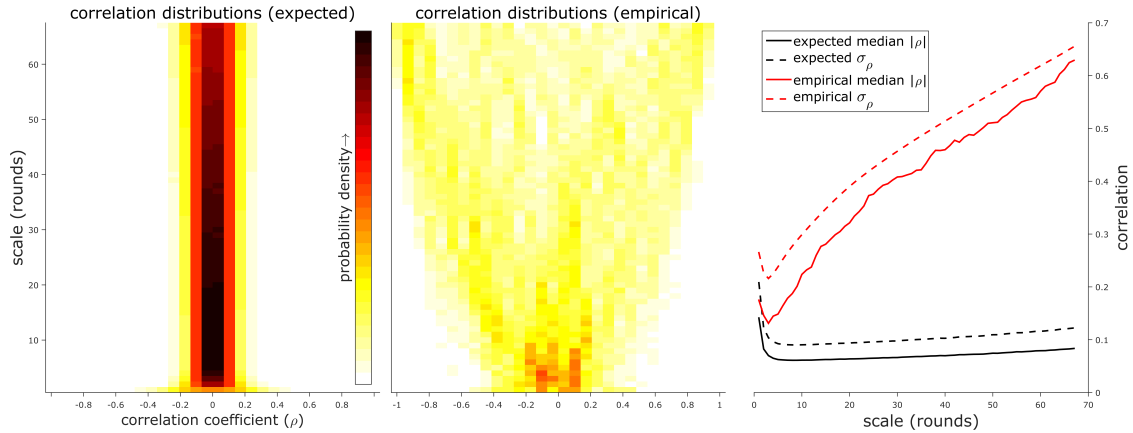 correlation distributions (expected)
scale (rounds)
60
50
40
30
20
10
-0.8 -0.6 -0.4 -0.2 0 0.2 0.4 0.6 0.8
correlation coefficient (ρ)
probability density→
correlation distributions (empirical)
-1 -0.8 -0.6 -0.4 -0.2 0 0.2 0.4 0.6 0.8 1
expected median |ρ|
expected σρ
empirical median |ρ|
empirical σρ
0.7
0.6
0.5
0.4
0.3
0.2
0.1
0
correlation
0 10 20 30 40 50 60 70
scale (rounds)